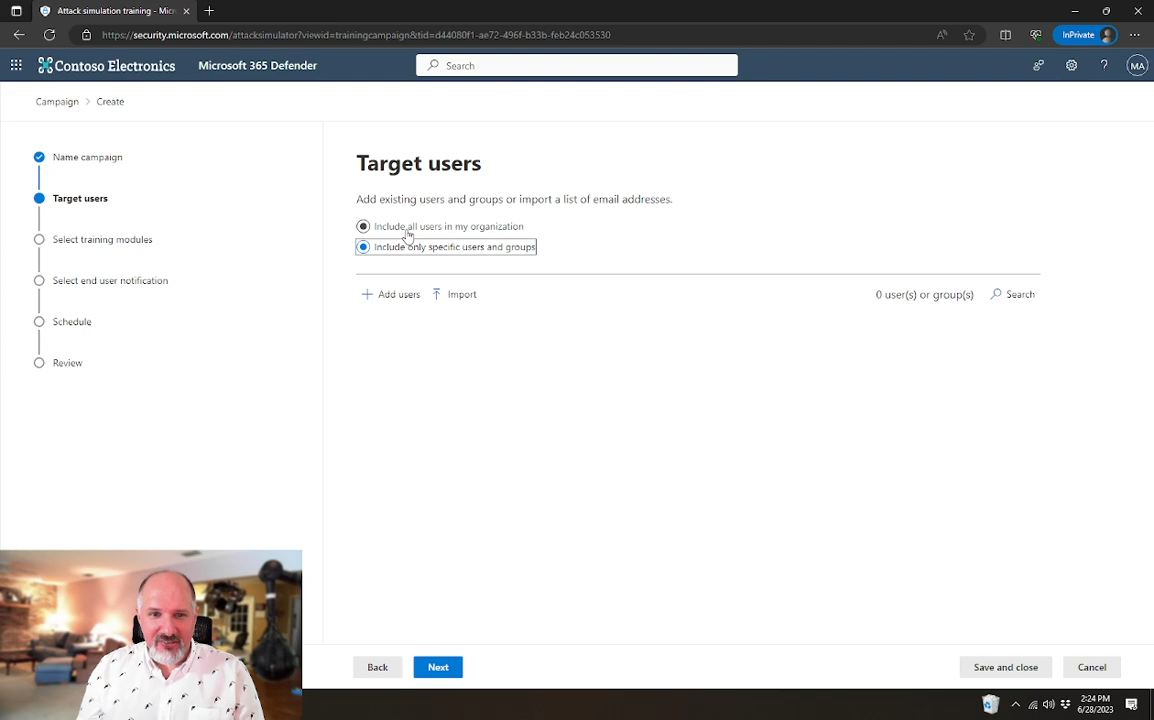 Attack simulation training - Micr
https://security.microsoft.com/attacksimulator?viewid=trainingcampaign&tid=d44080f1-ae72-496f-b33b-feb24c053530
InPrivate
Contoso Electronics
Microsoft 365 Defender
Search
MA
Campaign > Create
Name campaign
Target users
Select training modules
Select end user notification
Schedule
Review
Target users
Add existing users and groups or import a list of email addresses.
Include all users in my organization
Include only specific users and groups
Add users
Import
0 user(s) or group(s)
Search
Back
Next
Save and close
Cancel
2:24 PM
6/28/2023